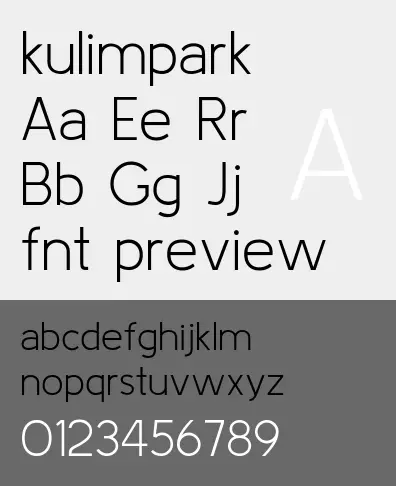 kulimpark
Aa Ee Rr
A
Bb Gg Jj
fnt preview
abcdefghijklm
nopqrstuvwxyz
0123456789